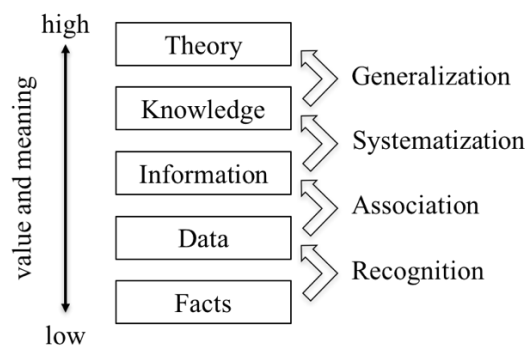 high
Theory
Generalization
Knowledge
Systematization
value and meaning
Information
Association
Data
Recognition
Facts
low